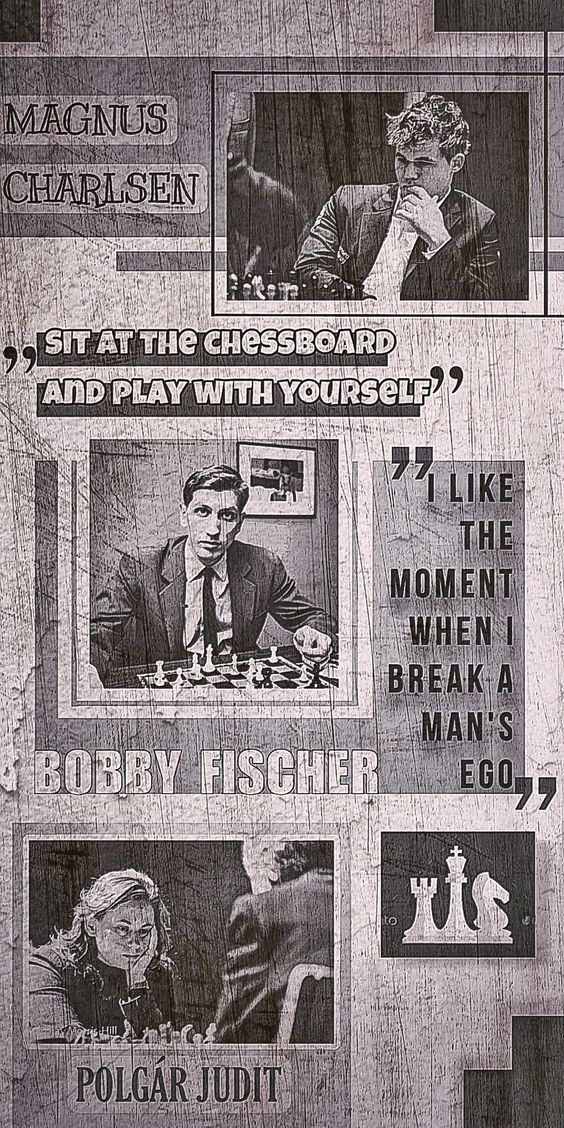 MAGNUS
CHARLSEN
,, SIT AT THE CHESSBOARD
AND PLAY WITH YOURSELF ”
” I LIKE
THE
MOMENT
WHEN I
BREAK A
MAN'S
EGO ”
BOBBY FISCHER
Hill
POLGÁR JUDIT